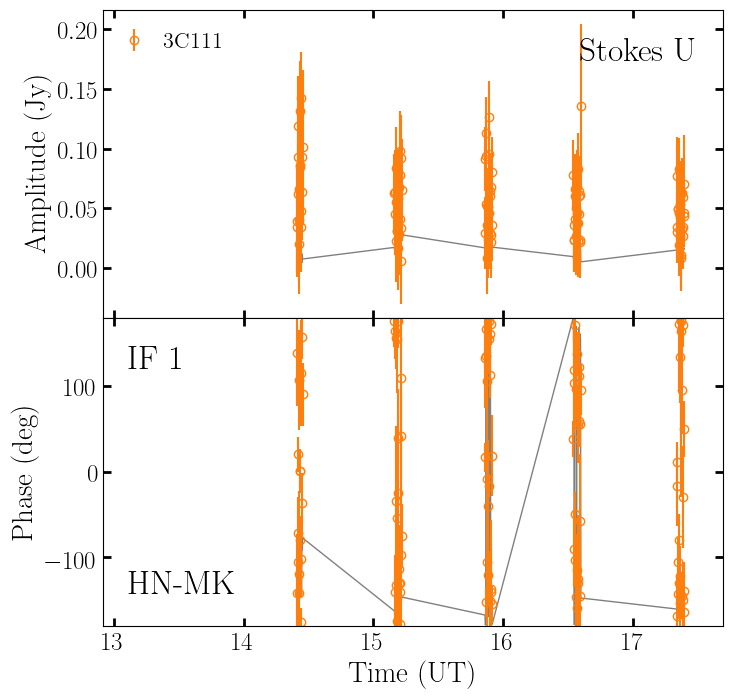 3C111
Stokes U
0.20
0.15
0.10
0.05
0.00
Amplitude (Jy)
IF 1
100
0
−100
Phase (deg)
HN-MK
13 14 15 16 17
Time (UT)